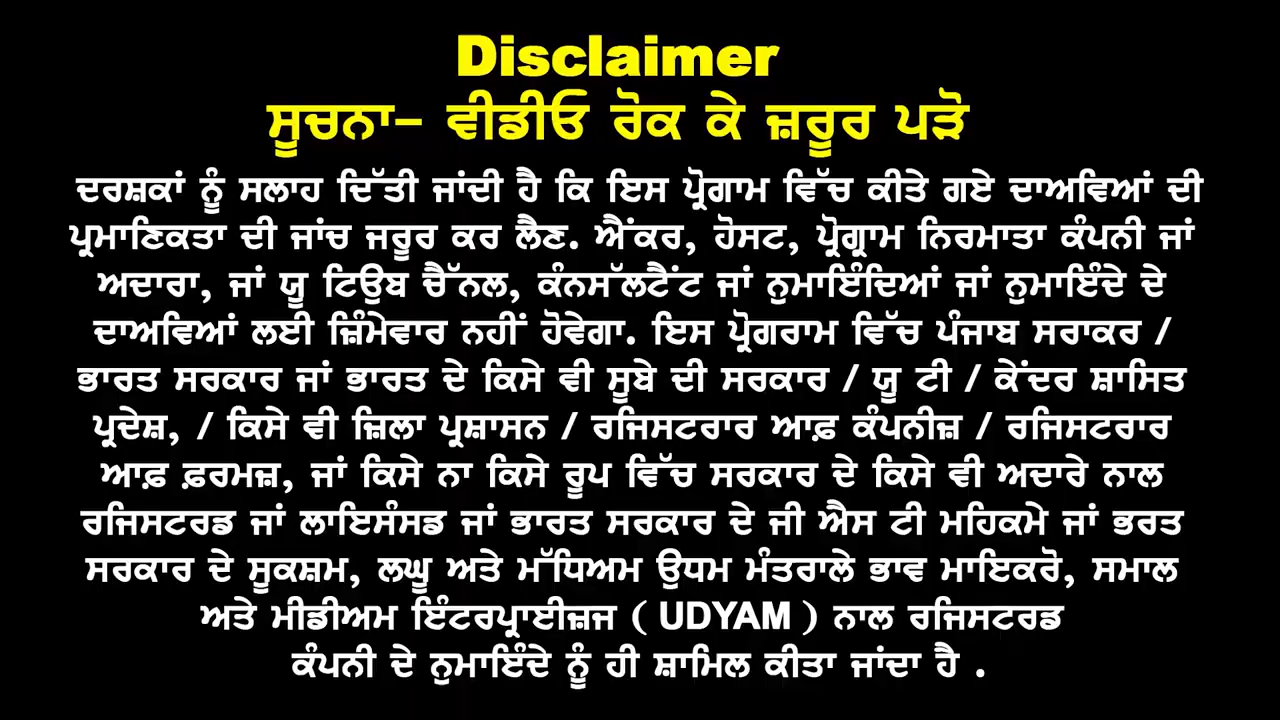 Disclaimer
ਸੂਚਨਾ- ਵੀਡੀਓ ਰੋਕ ਕੇ ਜ਼ਰੂਰ ਪੜੋ
ਦਰਸ਼ਕਾਂ ਨੂੰ ਸਲਾਹ ਦਿੱਤੀ ਜਾਂਦੀ ਹੈ ਕਿ ਇਸ ਪ੍ਰੋਗਾਮ ਵਿੱਚ ਕੀਤੇ ਗਏ ਦਾਅਵਿਆਂ ਦੀ
ਪ੍ਰਮਾਣਿਕਤਾ ਦੀ ਜਾਂਚ ਜਰੂਰ ਕਰ ਲੈਣ. ਐਂਕਰ, ਹੋਸਟ, ਪ੍ਰੋਗ੍ਰਾਮ ਨਿਰਮਾਤਾ ਕੰਪਨੀ ਜਾਂ
ਅਦਾਰਾ, ਜਾਂ ਯੂ ਟਿਊਬ ਚੈੱਨਲ, ਕੰਨਸੱਲਟੈਂਟ ਜਾਂ ਨੁਮਾਇੰਦਿਆਂ ਜਾਂ ਨੁਮਾਇੰਦੇ ਦੇ
ਦਾਅਵਿਆਂ ਲਈ ਜ਼ਿੰਮੇਵਾਰ ਨਹੀਂ ਹੋਵੇਗਾ. ਇਸ ਪ੍ਰੋਗਰਾਮ ਵਿੱਚ ਪੰਜਾਬ ਸਰਾਕਰ /
ਭਾਰਤ ਸਰਕਾਰ ਜਾਂ ਭਾਰਤ ਦੇ ਕਿਸੇ ਵੀ ਸੂਬੇ ਦੀ ਸਰਕਾਰ / ਯੂ ਟੀ / ਕੇਂਦਰ ਸ਼ਾਸਿਤ
ਪ੍ਰਦੇਸ਼, / ਕਿਸੇ ਵੀ ਜ਼ਿਲਾ ਪ੍ਰਸ਼ਾਸਨ / ਰਜਿਸਟਰਾਰ ਆਫ਼ ਕੰਪਨੀਜ਼ / ਰਜਿਸਟਰਾਰ
ਆਫ਼ ਫ਼ਰਮਜ਼, ਜਾਂ ਕਿਸੇ ਨਾ ਕਿਸੇ ਰੂਪ ਵਿੱਚ ਸਰਕਾਰ ਦੇ ਕਿਸੇ ਵੀ ਅਦਾਰੇ ਨਾਲ
ਰਜਿਸਟਰਡ ਜਾਂ ਲਾਇਸੰਸਡ ਜਾਂ ਭਾਰਤ ਸਰਕਾਰ ਦੇ ਜੀ ਐਸ ਟੀ ਮਹਿਕਮੇ ਜਾਂ ਭਰਤ
ਸਰਕਾਰ ਦੇ ਸੂਕਸ਼ਮ, ਲਘੂ ਅਤੇ ਮੱਧਿਅਮ ਉਧਮ ਮੰਤਰਾਲੇ ਭਾਵ ਮਾਇਕਰੋ, ਸਮਾਲ
ਅਤੇ ਮੀਡੀਅਮ ਇੰਟਰਪ੍ਰਾਈਜ਼ਜ ( UDYAM ) ਨਾਲ ਰਜਿਸਟਰਡ
ਕੰਪਨੀ ਦੇ ਨੁਮਾਇੰਦੇ ਨੂੰ ਹੀ ਸ਼ਾਮਿਲ ਕੀਤਾ ਜਾਂਦਾ ਹੈ .